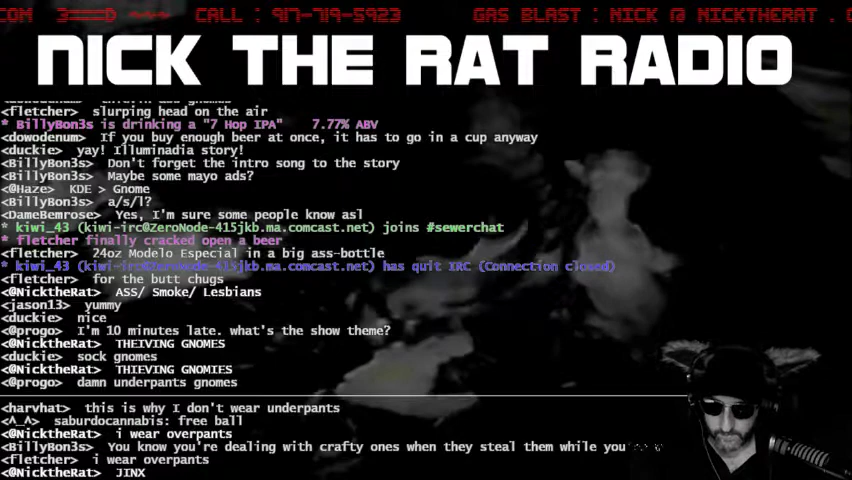 COM 3===D ~~~ CALL : 917-719-5923 GAS BLAST : NICK @ NICKTHERAT . C
NICK THE RAT RADIO
<fletcher> slurping head on the air
* BillyBon3s is drinking a "7 Hop IPA" 7.77% ABV
<dowodenum> If you buy enough beer at once, it has to go in a cup anyway
<duckie> yay! Illuminadia story!
<BillyBon3s> Don't forget the intro song to the story
<BillyBon3s> Maybe some mayo ads?
<@Haze> KDE > Gnome
<BillyBon3s> a/s/l?
<DameBemrose> Yes, I'm sure some people know asl
* kiwi_43 (kiwi-irc@ZeroNode-415jkb.ma.comcast.net) joins #sewerchat
* fletcher finally cracked open a beer
<fletcher> 24oz Modelo Especial in a big ass-bottle
* kiwi_43 (kiwi-irc@ZeroNode-415jkb.ma.comcast.net) has quit IRC (Connection closed)
<fletcher> for the butt chugs
<@NicktheRat> ASS/ Smoke/ Lesbians
<jason13> yummy
<duckie> nice
<@progo> I'm 10 minutes late. what's the show theme?
<@NicktheRat> THEIVING GNOMES
<duckie> sock gnomes
<@NicktheRat> THIEVING GNOMIES
<@progo> damn underpants gnomes
<harvhat> this is why I don't wear underpants
<^_^> saburdocannabis: free ball
<@NicktheRat> i wear overpants
<BillyBon3s> You know you're dealing with crafty ones when they steal them while you
<fletcher> i wear overpants
<@NicktheRat> JINX